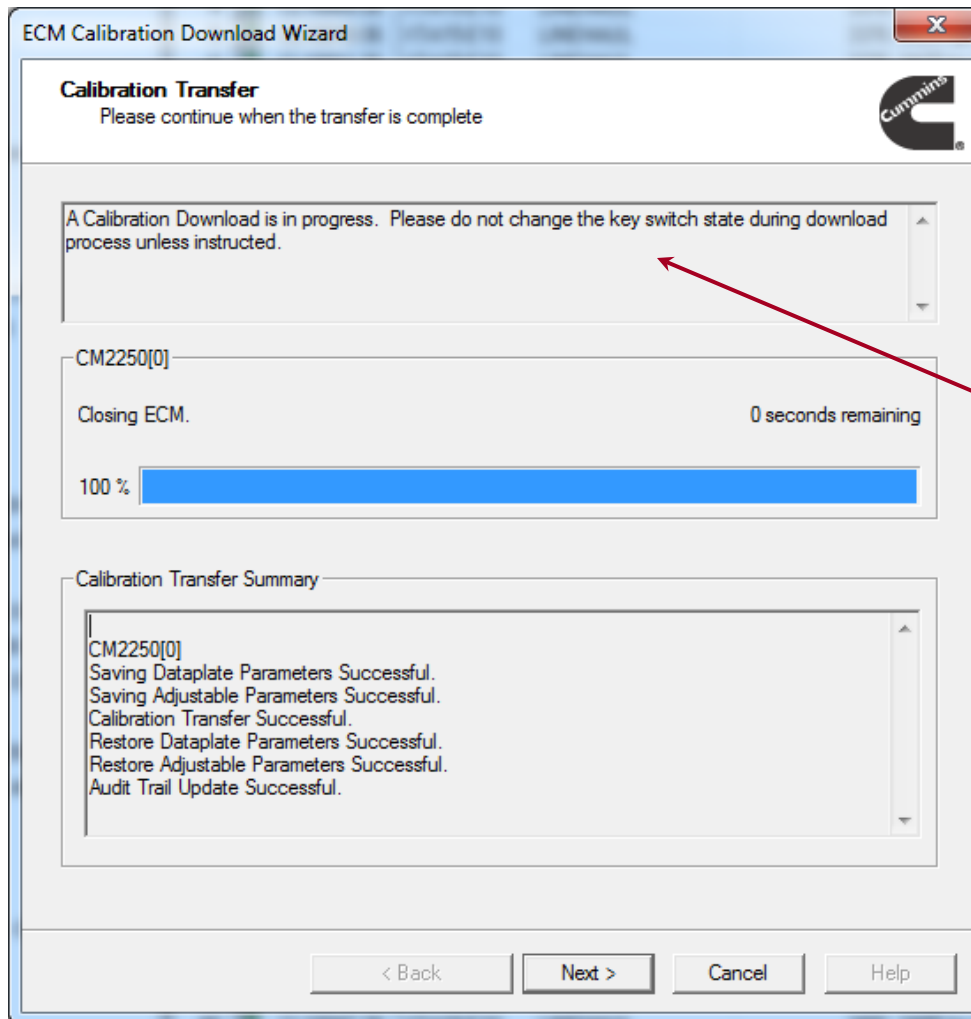 ECM Calibration Download Wizard
Calibration Transfer
Please continue when the transfer is complete
Cummins
®
A Calibration Download is in progress.  Please do not change the key switch state during download
process unless instructed.
CM2250[0]
Closing ECM.
0 seconds remaining
100 %
Calibration Transfer Summary
CM2250[0]
Saving Dataplate Parameters Successful.
Saving Adjustable Parameters Successful.
Calibration Transfer Successful.
Restore Dataplate Parameters Successful.
Restore Adjustable Parameters Successful.
Audit Trail Update Successful.
< Back
Next >
Cancel
Help